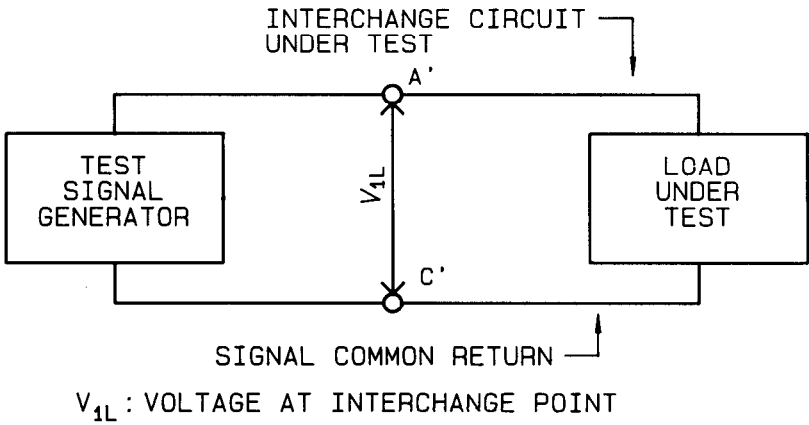 INTERCHANGE CIRCUIT
UNDER TEST
A'
TEST
SIGNAL
GENERATOR
V1L
LOAD
UNDER
TEST
C'
SIGNAL COMMON RETURN
V1L : VOLTAGE AT INTERCHANGE POINT